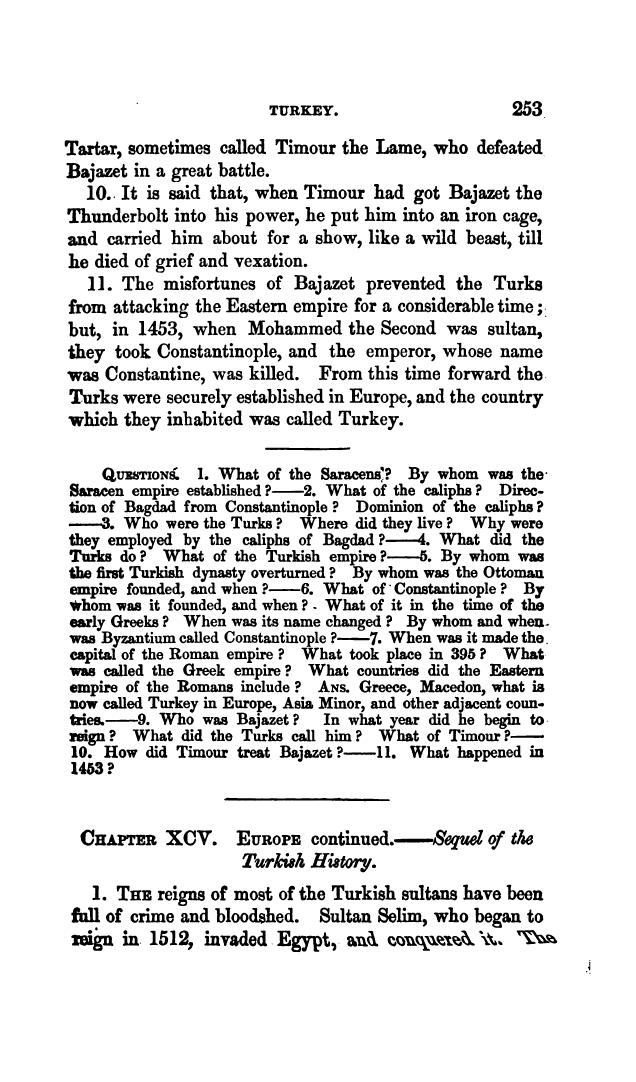 TURKEY. 253
Tartar, sometimes called Timour the Lame, who defeated
Bajazet in a great battle.
10. It is said that, when Timour had got Bajazet the
Thunderbolt into his power, he put him into an iron cage,
and carried him about for a show, like a wild beast, till
he died of grief and vexation.
11. The misfortunes of Bajazet prevented the Turks
from attacking the Eastern empire for a considerable time;
but, in 1453, when Mohammed the Second was sultan,
they took Constantinople, and the emperor, whose name
was Constantine, was killed. From this time forward the
Turks were securely established in Europe, and the country
which they inhabited was called Turkey.
QUESTIONS. 1. What of the Saracens? By whom was the
Saracen empire established?——2. What of the caliphs? Direc-
tion of Bagdad from Constantinople? Dominion of the caliphs?
——3. Who were the Turks? Where did they live? Why were
they employed by the caliphs of Bagdad?——4. What did the
Turks do? What of the Turkish empire?——5. By whom was
the first Turkish dynasty overturned? By whom was the Ottoman
empire founded, and when?——6. What of Constantinople? By
whom was it founded, and when? What of it in the time of the
early Greeks? When was its name changed? By whom and when
was Byzantium called Constantinople?——7. When was it made the
capital of the Roman empire? What took place in 395? What
was called the Greek empire? What countries did the Eastern
empire of the Romans include? ANS. Greece, Macedon, what is
now called Turkey in Europe, Asia Minor, and other adjacent coun-
tries.——9. Who was Bajazet? In what year did he begin to
reign? What did the Turks call him? What of Timour?——
10. How did Timour treat Bajazet?——11. What happened in
1453?
CHAPTER XCV. EUROPE continued.——Sequel of the
Turkish History.
1. THE reigns of most of the Turkish sultans have been
full of crime and bloodshed. Sultan Selim, who began to
reign in 1512, invaded Egypt, and conquered it. The